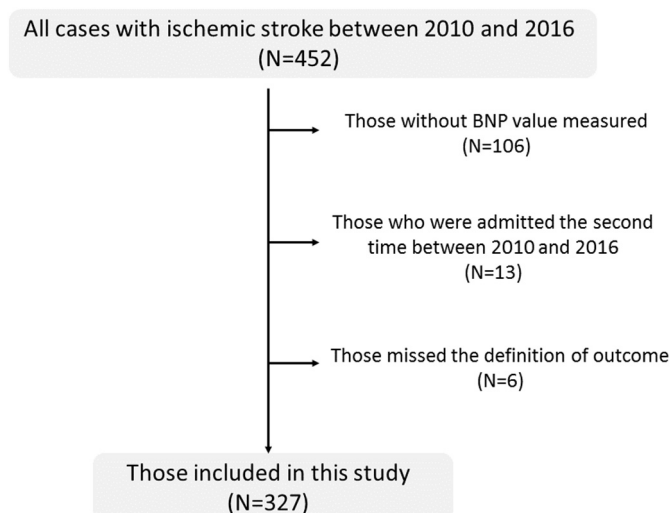 All cases with ischemic stroke between 2010 and 2016
(N=452)
Those without BNP value measured
(N=106)
Those who were admitted the second
time between 2010 and 2016
(N=13)
Those missed the definition of outcome
(N=6)
Those included in this study
(N=327)